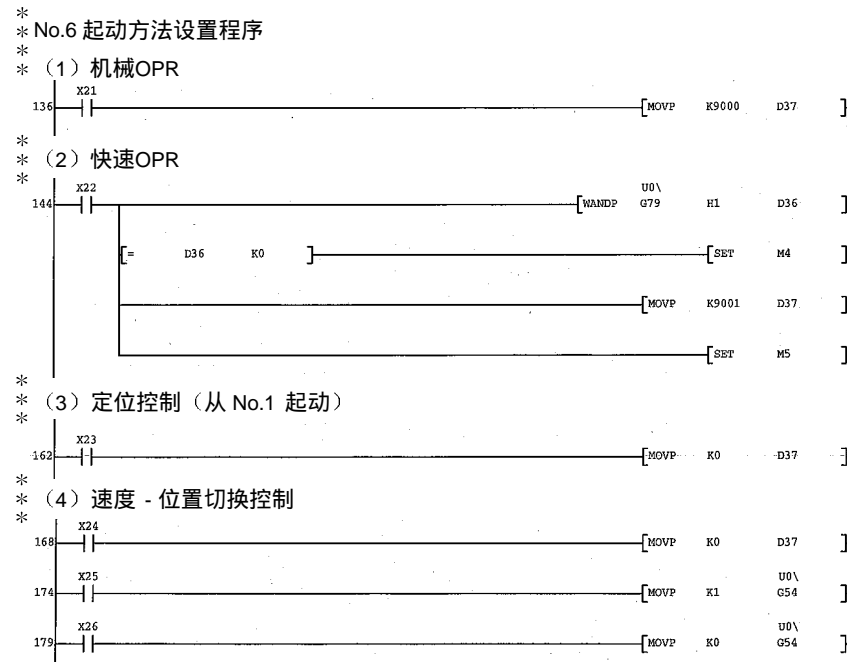 *
* No.6 起动方法设置程序
*
* （1）机械OPR
X21
136 [MOVP K9000 D37 ]
*
* （2）快速OPR
*
X22 U0\
144 [WANDP G79 H1 D36 ]
[= D36 K0 ] [SET M4 ]
[MOVP K9001 D37 ]
[SET M5 ]
*
* （3）定位控制（从 No.1 起动）
*
X23
162 [MOVP K0 D37 ]
*
* （4）速度 - 位置切换控制
*
X24
168 [MOVP K0 D37 ]
X25 U0\
174 [MOVP K1 G54 ]
X26 U0\
179 [MOVP K0 G54 ]